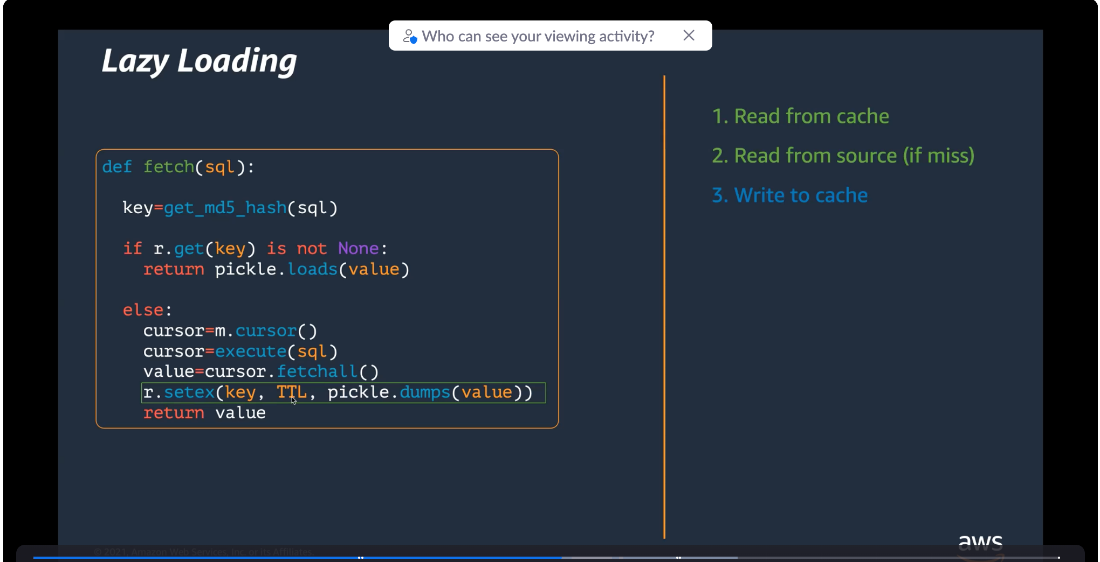 Who can see your viewing activity?
Lazy Loading
def fetch(sql):
key=get_md5_hash(sql)
if r.get(key) is not None:
return pickle.loads(value)
else:
cursor=m.cursor()
cursor=execute(sql)
value=cursor.fetchall()
r.setex(key, TTL, pickle.dumps(value))
return value
1. Read from cache
2. Read from source (if miss)
3. Write to cache
aws